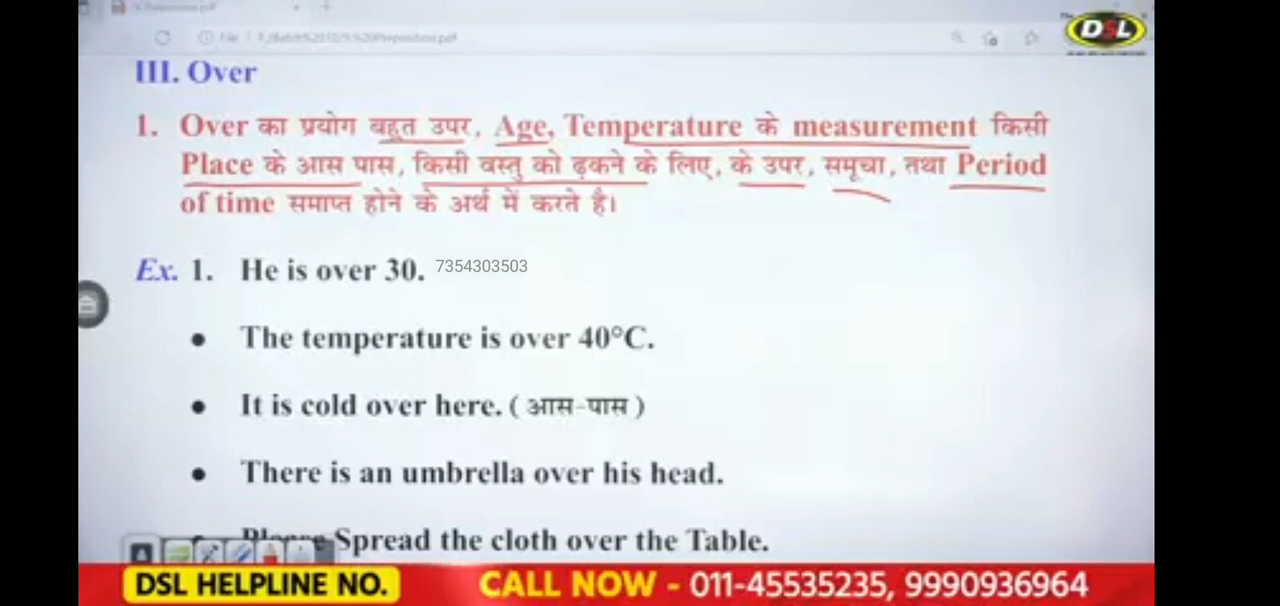 DSL
III. Over
1. Over का प्रयोग बहुत उपर, Age, Temperature के measurement किसी
Place के आस पास, किसी वस्तु को ढ़कने के लिए, के उपर, समूचा, तथा Period
of time समाप्त होने के अर्थ में करते है।
Ex. 1. He is over 30. 7354303503
• The temperature is over 40°C.
• It is cold over here. ( आस-पास )
• There is an umbrella over his head.
Spread the cloth over the Table.
DSL HELPLINE NO. CALL NOW - 011-45535235, 9990936964